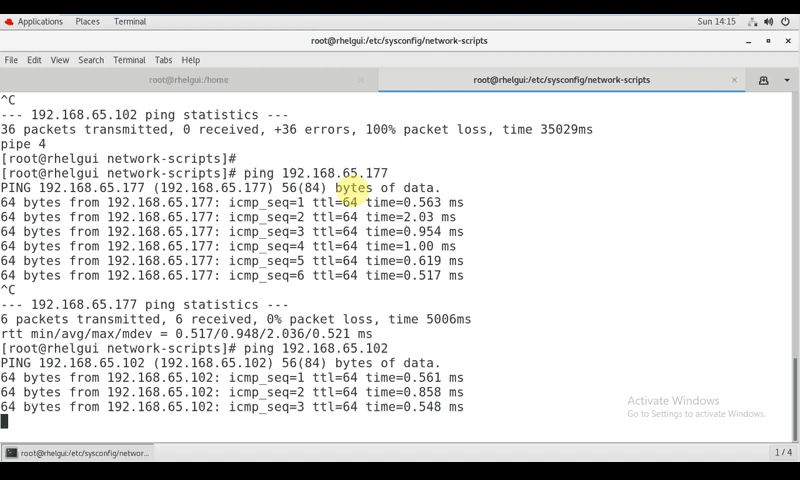 Applications Places Terminal Sun 14:15
root@rhelgui:/etc/sysconfig/network-scripts
File Edit View Search Terminal Tabs Help
root@rhelgui:/home root@rhelgui:/etc/sysconfig/network-scripts
^C
--- 192.168.65.102 ping statistics ---
36 packets transmitted, 0 received, +36 errors, 100% packet loss, time 35029ms
pipe 4
[root@rhelgui network-scripts]#
[root@rhelgui network-scripts]# ping 192.168.65.177
PING 192.168.65.177 (192.168.65.177) 56(84) bytes of data.
64 bytes from 192.168.65.177: icmp_seq=1 ttl=64 time=0.563 ms
64 bytes from 192.168.65.177: icmp_seq=2 ttl=64 time=2.03 ms
64 bytes from 192.168.65.177: icmp_seq=3 ttl=64 time=0.954 ms
64 bytes from 192.168.65.177: icmp_seq=4 ttl=64 time=1.00 ms
64 bytes from 192.168.65.177: icmp_seq=5 ttl=64 time=0.619 ms
64 bytes from 192.168.65.177: icmp_seq=6 ttl=64 time=0.517 ms
^C
--- 192.168.65.177 ping statistics ---
6 packets transmitted, 6 received, 0% packet loss, time 5006ms
rtt min/avg/max/mdev = 0.517/0.948/2.036/0.521 ms
[root@rhelgui network-scripts]# ping 192.168.65.102
PING 192.168.65.102 (192.168.65.102) 56(84) bytes of data.
64 bytes from 192.168.65.102: icmp_seq=1 ttl=64 time=0.561 ms
64 bytes from 192.168.65.102: icmp_seq=2 ttl=64 time=0.858 ms
64 bytes from 192.168.65.102: icmp_seq=3 ttl=64 time=0.548 ms
Activate Windows
Go to Settings to activate Windows.
root@rhelgui:/etc/sysconfig/networ... 1 / 4